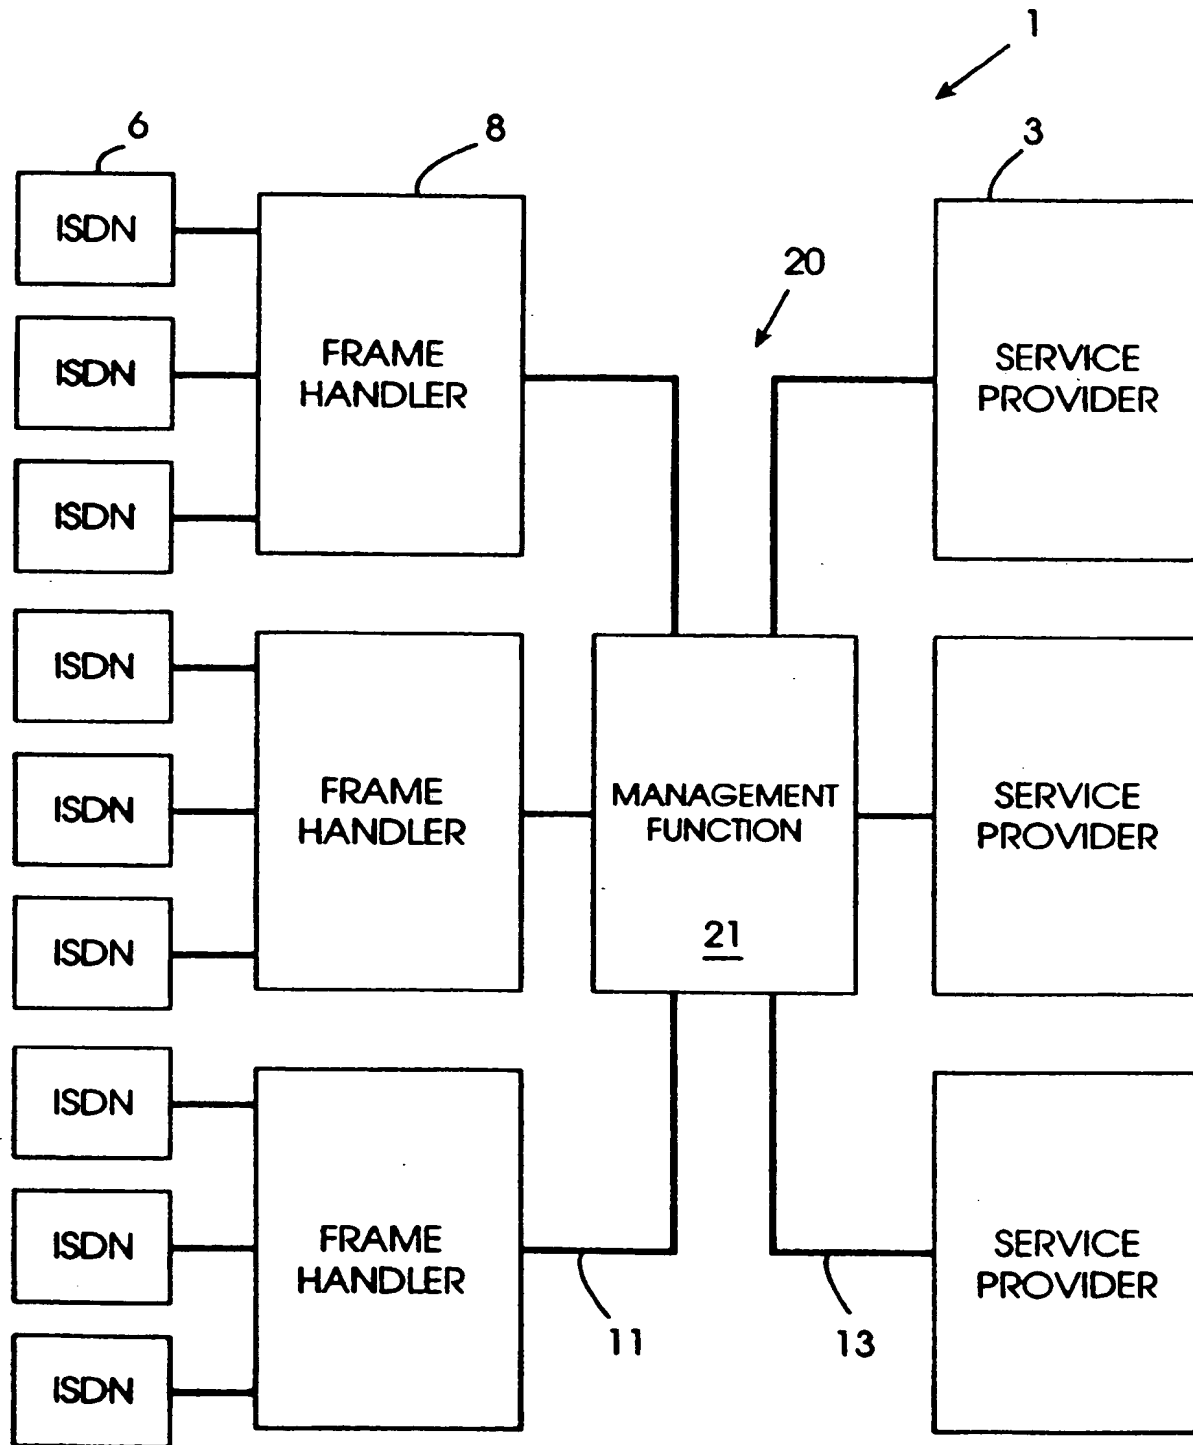 1
6
8
3
ISDN
20
FRAME
HANDLER
SERVICE
PROVIDER
ISDN
ISDN
ISDN
FRAME
HANDLER
MANAGEMENT
FUNCTION
21
SERVICE
PROVIDER
ISDN
ISDN
ISDN
FRAME
HANDLER
SERVICE
PROVIDER
ISDN
11
13
ISDN